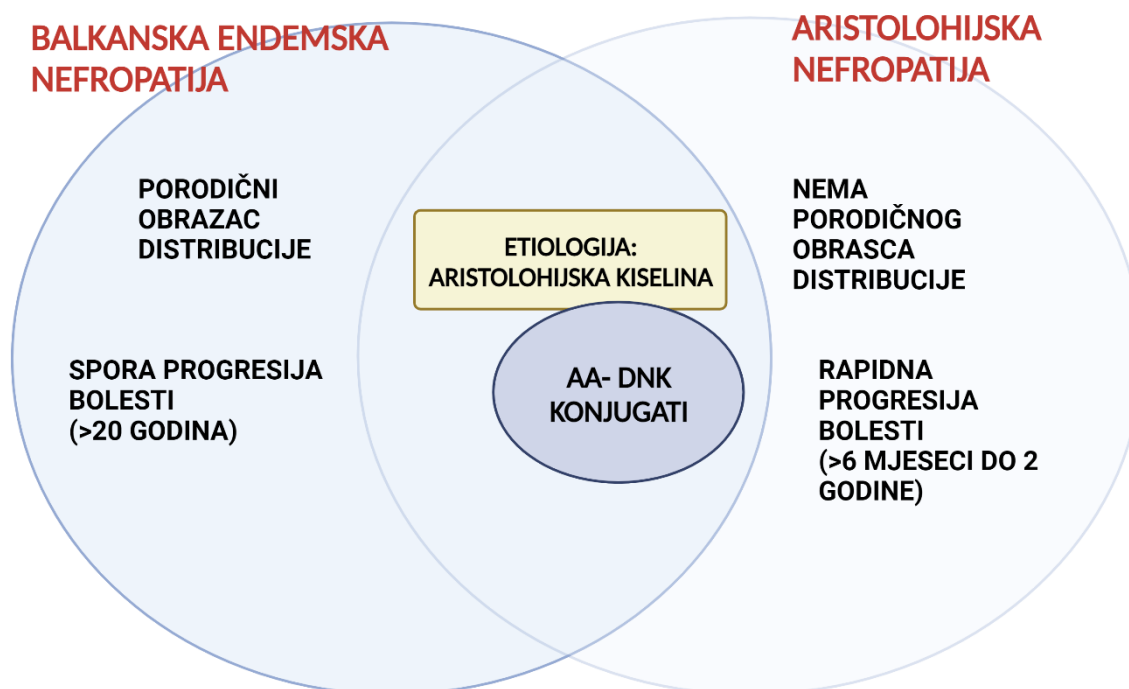 BALKANSKA ENDEMSKA
NEFROPATIJA
ARISTOLOHIJSKA
NEFROPATIJA
PORODIČNI
OBRAZAC
DISTRIBUCIJE
ETIOLOGIJA:
ARISTOLOHIJSKA KISELINA
NEMA
PORODIČNOG
OBRASCA
DISTRIBUCIJE
SPORA PROGRESIJA
BOLESTI
(>20 GODINA)
AA- DNK
KONJUGATI
RAPIDNA
PROGRESIJA
BOLESTI
(>6 MJESECI DO 2
GODINE)